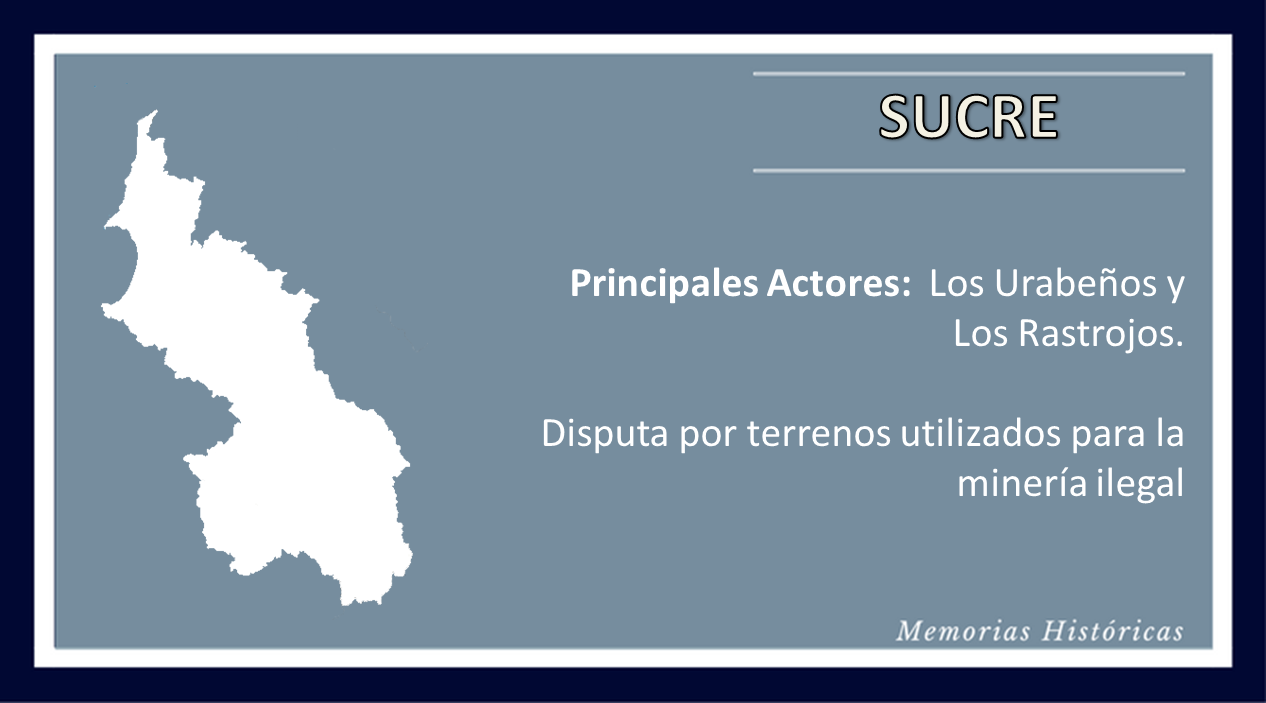 SUCRE
Principales Actores: Los Urabeños y
Los Rastrojos.
Disputa por terrenos utilizados para la
minería ilegal
Memorias Históricas